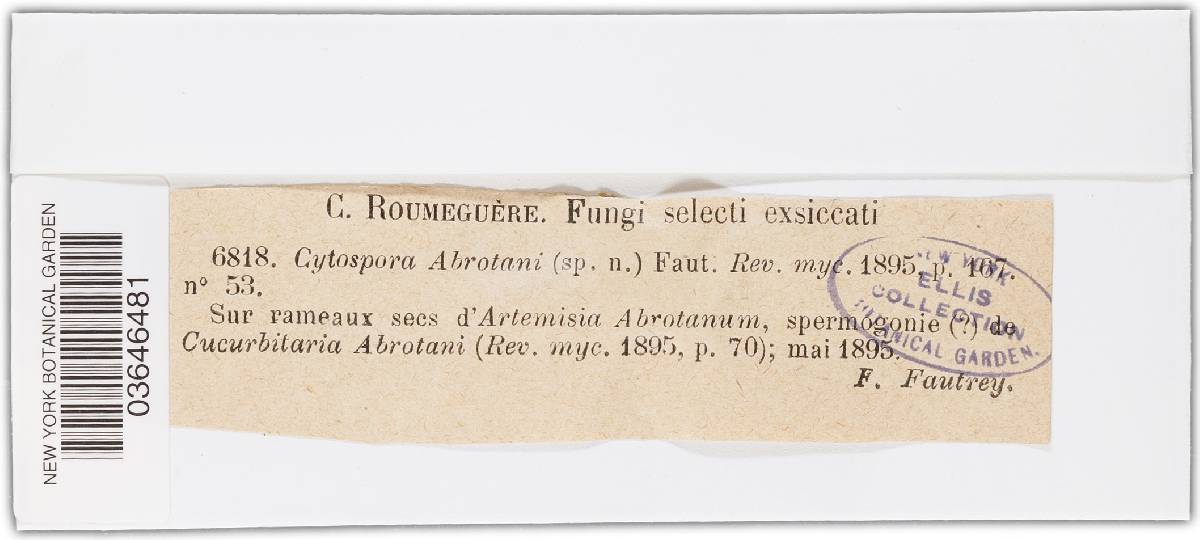 C. ROUMEGUÈRE. Fungi selecti exsiccati
6818. Cytospora Abrotani (sp. n.) Faut. Rev. myc. 1895, p. 167.
n° 53.
Sur rameaux secs d'Artemisia Abrotanum, spermogonie (?) de
Cucurbitaria Abrotani (Rev. myc. 1895, p. 70); mai 1895.
F. Fautrey.
NEW YORK
ELLIS
COLLECTION
BOTANICAL GARDEN.
NEW YORK BOTANICAL GARDEN
03646481